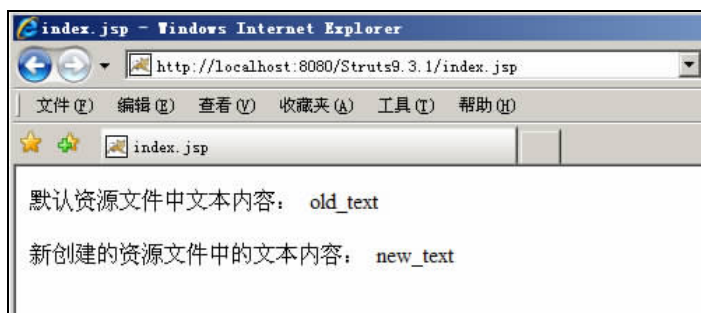 index.jsp - Windows Internet Explorer
http://localhost:8080/Struts9.3.1/index.jsp
文件(F) 编辑(E) 查看(V) 收藏夹(A) 工具(T) 帮助(H)
index.jsp
默认资源文件中文本内容： old_text
新创建的资源文件中的文本内容： new_text